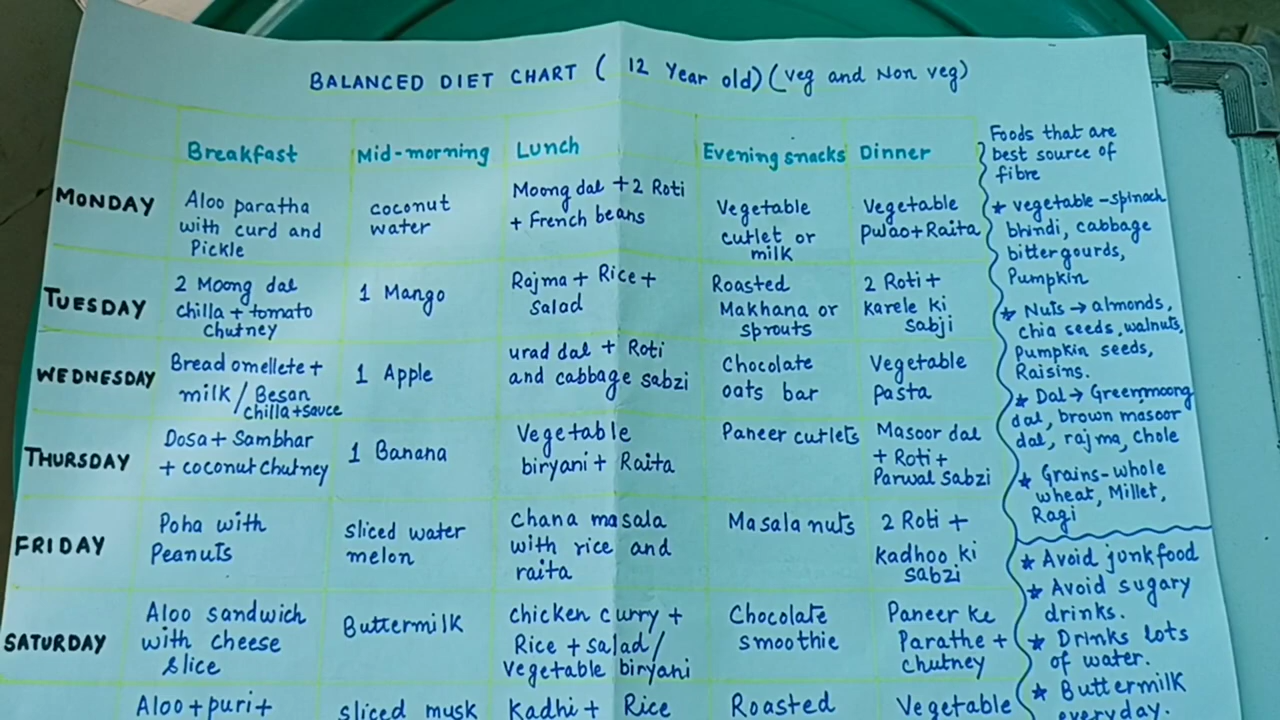 BALANCED DIET CHART ( 12 Year old) (veg and Non veg)
Breakfast
Mid-morning
Lunch
Evening snacks
Dinner
MONDAY
Aloo paratha
with curd and
Pickle
coconut
water
Moong dal +2 Roti
+ French beans
Vegetable
cutlet or
milk
Vegetable
pulao+Raita
TUESDAY
2 Moong dal
chilla + tomato
chutney
1 Mango
Rajma + Rice +
Salad
Roasted
Makhana or
sprouts
2 Roti +
karele ki
sabji
WEDNESDAY
Bread omellete +
milk / Besan
chilla+sauce
1 Apple
urad dal + Roti
and cabbage sabzi
Chocolate
oats bar
Vegetable
pasta
THURSDAY
Dosa + Sambhar
+ coconut chutney
1 Banana
Vegetable
biryani + Raita
Paneer cutlets
Masoor dal
+ Roti +
Parwal sabzi
FRIDAY
Poha with
Peanuts
sliced water
melon
Chana masala
with rice and
raita
Masala nuts
2 Roti +
kadhoo ki
sabzi
SATURDAY
Aloo sandwich
with cheese
slice
Buttermilk
chicken curry +
Rice + salad/
vegetable biryani
Chocolate
smoothie
Paneer ke
Parathe +
chutney
Aloo+puri+
sliced musk
Kadhi + Rice
Roasted
Vegetable
Foods that are
best source of
fibre
* vegetable - spinach
bhindi, cabbage
bittergourds,
Pumpkin
* Nuts → almonds,
chia seeds, walnuts,
Pumpkin seeds,
Raisins.
* Dal → Greenmoong
dal, brown masoor
dal, rajma, chole
* Grains - whole
wheat, Millet,
Ragi
* Avoid junkfood
* Avoid sugary
drinks.
* Drinks lots
of water.
* Buttermilk
everyday.